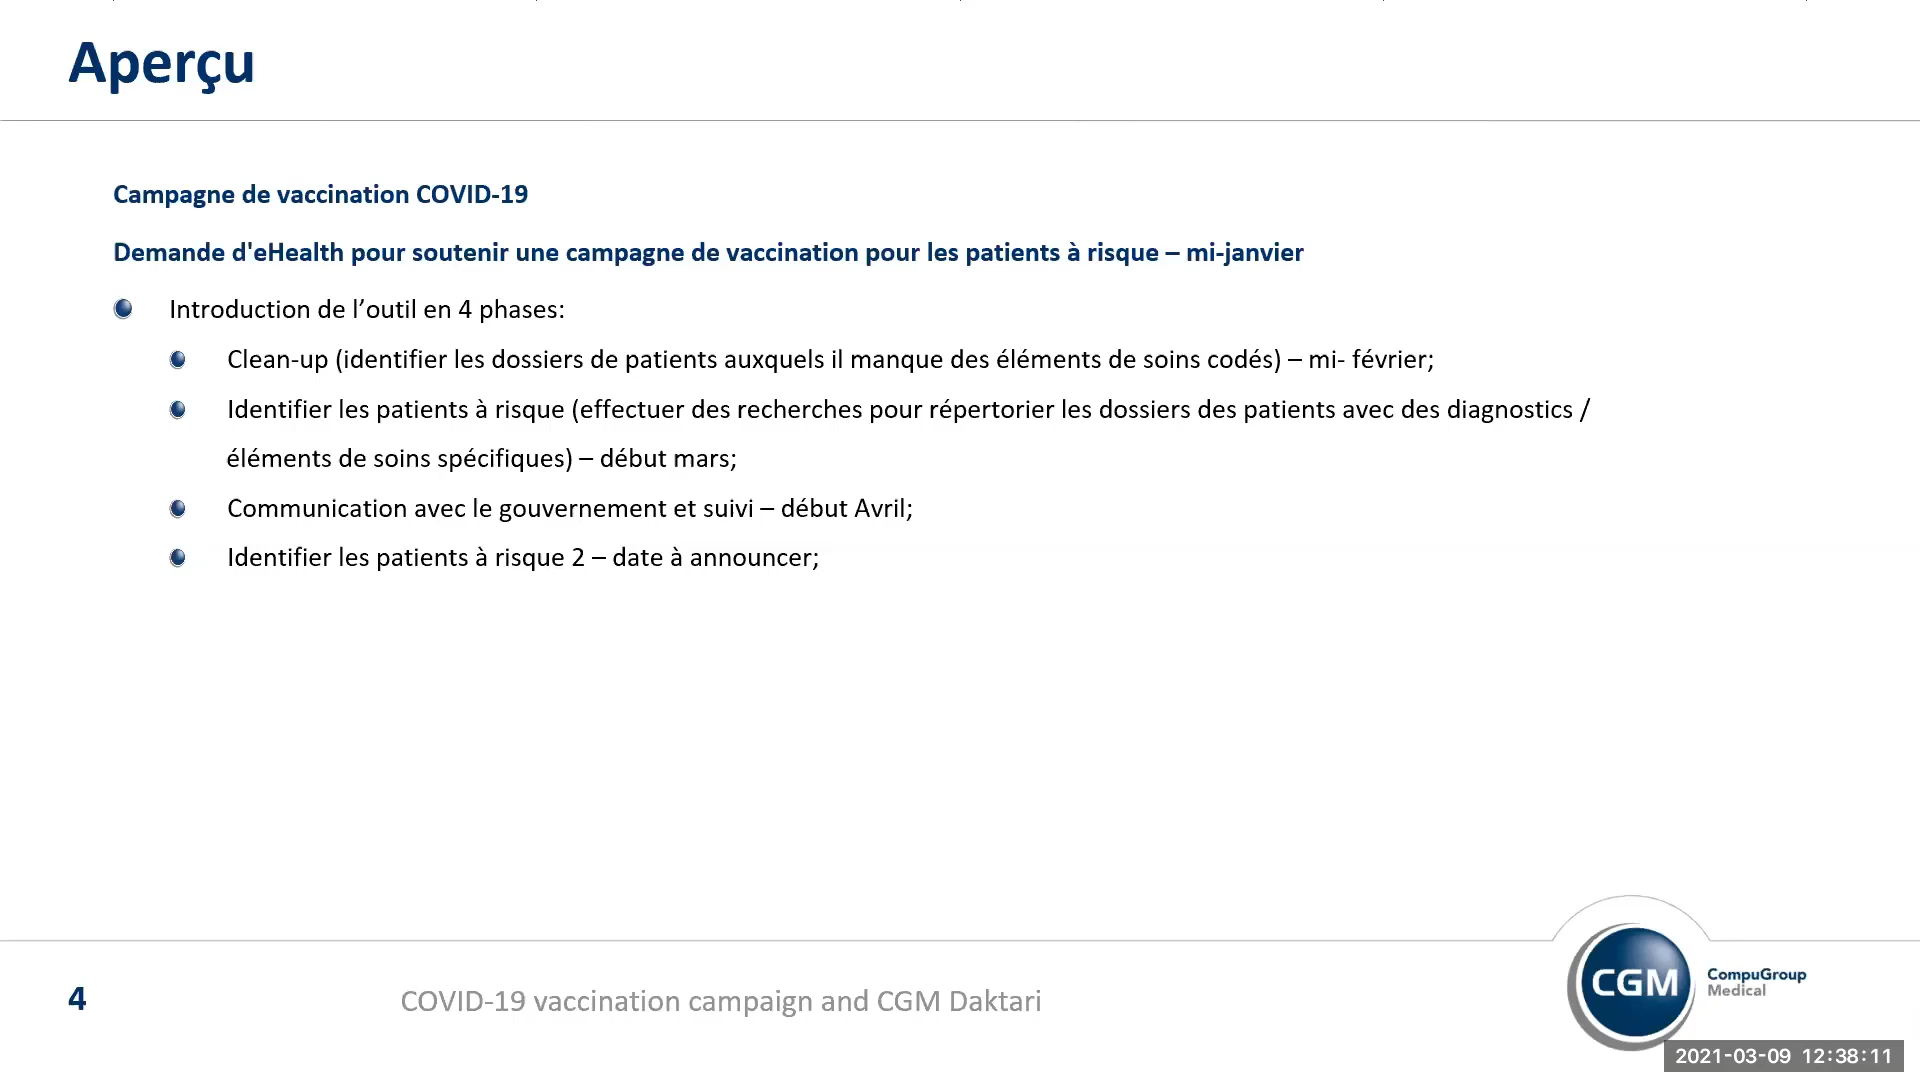 Aperçu
Campagne de vaccination COVID-19
Demande d'eHealth pour soutenir une campagne de vaccination pour les patients à risque – mi-janvier
Introduction de l’outil en 4 phases:
Clean-up (identifier les dossiers de patients auxquels il manque des éléments de soins codés) – mi- février;
Identifier les patients à risque (effectuer des recherches pour répertorier les dossiers des patients avec des diagnostics /
éléments de soins spécifiques) – début mars;
Communication avec le gouvernement et suivi – début Avril;
Identifier les patients à risque 2 – date à announcer;
4
COVID-19 vaccination campaign and CGM Daktari
CGM
CompuGroup
Medical
2021-03-09 12:38:11